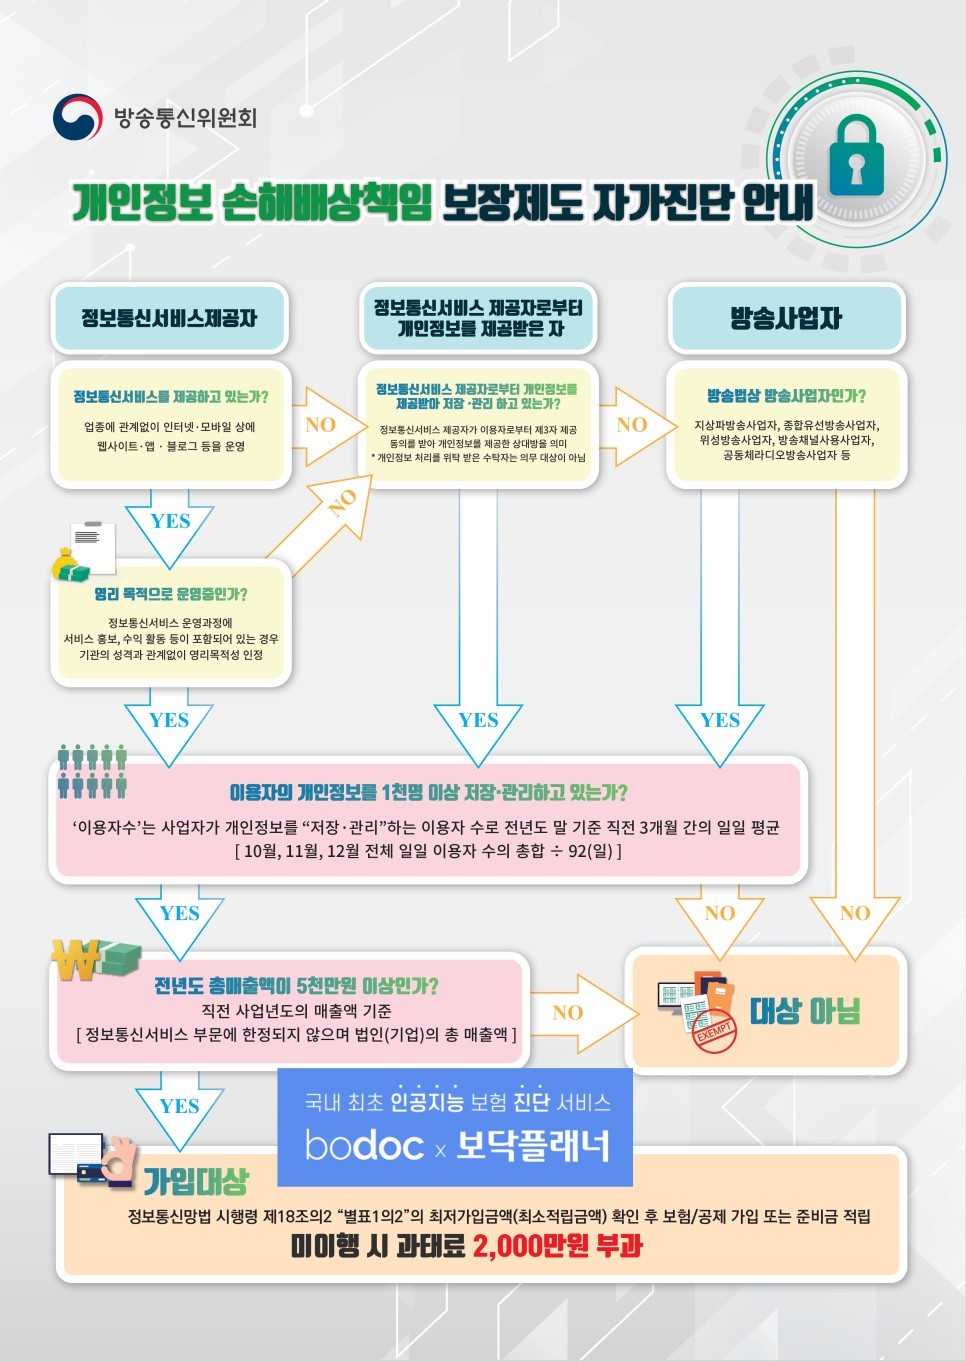 방송통신위원회
개인정보 손해배상책임 보장제도 자가진단 안내
정보통신서비스제공자
정보통신서비스를 제공하고 있는가?
업종에 관계없이 인터넷·모바일 상에
웹사이트·앱·블로그 등을 운영
NO
정보통신서비스 제공자로부터
개인정보를 제공받은 자
정보통신서비스 제공자로부터 개인정보를
제공받아 저장·관리 하고 있는가?
정보통신서비스 제공자가 이용자로부터 제3자 제공
동의를 받아 개인정보를 제공한 상대방을 의미
* 개인정보 처리를 위탁 받은 수탁자는 의무 대상이 아님
NO
방송사업자
방송법상 방송사업자인가?
지상파방송사업자, 종합유선방송사업자,
위성방송사업자, 방송채널사용사업자,
공동체라디오방송사업자 등
YES
NO
영리 목적으로 운영중인가?
정보통신서비스 운영과정에
서비스 홍보, 수익 활동 등이 포함되어 있는 경우
기관의 성격과 관계없이 영리목적성 인정
YES
YES
YES
이용자의 개인정보를 1천명 이상 저장·관리하고 있는가?
‘이용자수’는 사업자가 개인정보를 “저장·관리”하는 이용자 수로 전년도 말 기준 직전 3개월 간의 일일 평균
[ 10월, 11월, 12월 전체 일일 이용자 수의 총합 ÷ 92(일) ]
YES
NO
NO
전년도 총매출액이 5천만원 이상인가?
직전 사업년도의 매출액 기준
[ 정보통신서비스 부문에 한정되지 않으며 법인(기업)의 총 매출액 ]
NO
EXEMPT
대상 아님
YES
국내 최초 인공지능 보험 진단 서비스
bodoc x 보닥플래너
가입대상
정보통신망법 시행령 제18조의2 “별표1의2”의 최저가입금액(최소적립금액) 확인 후 보험/공제 가입 또는 준비금 적립
미이행 시 과태료 2,000만원 부과